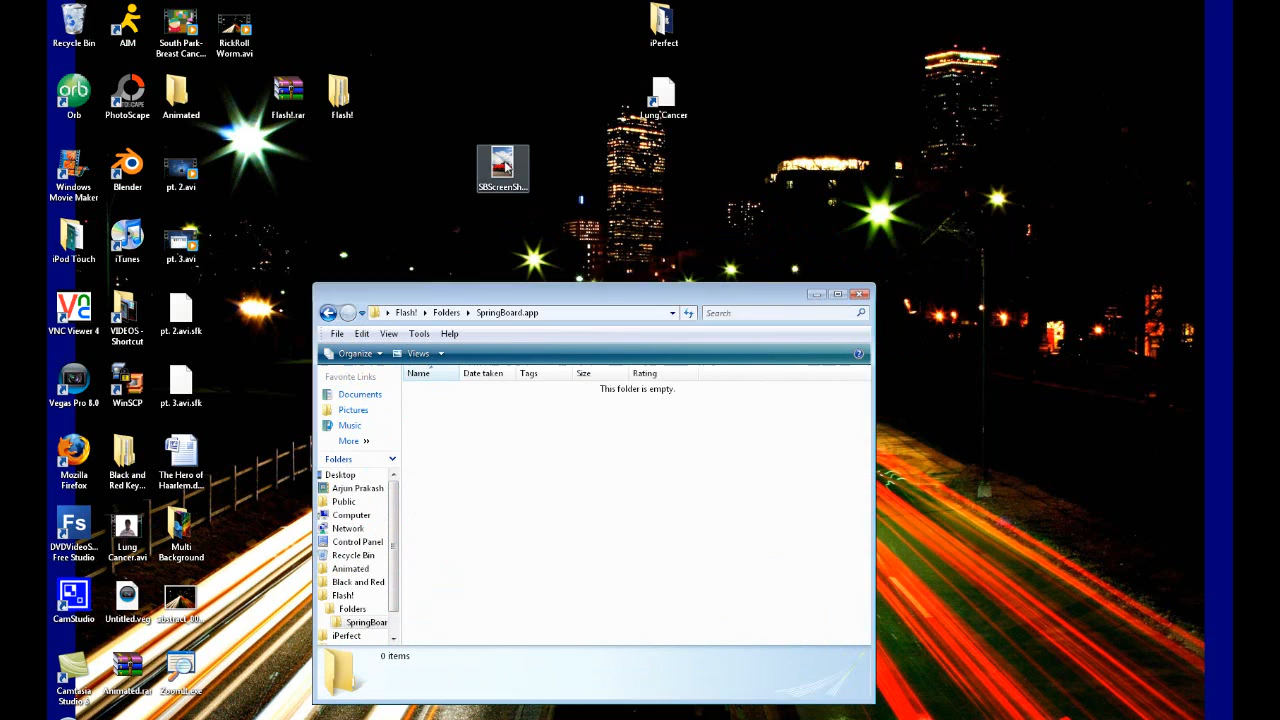 Recycle Bin
AIM
South Park-
Breast Canc...
RickRoll
Worm.avi
iPerfect
Orb
PhotoScape
Animated
Flash!.rar
Flash!
Lung Cancer
Windows
Movie Maker
Blender
pt. 2.avi
SBScreenSh...
iPod Touch
iTunes
pt. 3.avi
VNC Viewer 4
VIDEOS -
Shortcut
pt. 2.avi.sfk
Vegas Pro 8.0
WinSCP
pt. 3.avi.sfk
Mozilla
Firefox
Black and
Red Key...
The Hero of
Haarlem.d...
DVDVideoS...
Free Studio
Lung
Cancer.avi
Multi
Background
CamStudio
Untitled.veg
abstract_00...
Camtasia
Studio 6
Animated.rar
ZoomIt.exe
Flash!
Folders
SpringBoard.app
Search
File
Edit
View
Tools
Help
Organize
Views
Favorite Links
Documents
Pictures
Music
More »
Folders
Name
Date taken
Tags
Size
Rating
This folder is empty.
Desktop
Arjun Prakash
Public
Computer
Network
Control Panel
Recycle Bin
Animated
Black and Red
Flash!
Folders
SpringBoar
iPerfect
0 items